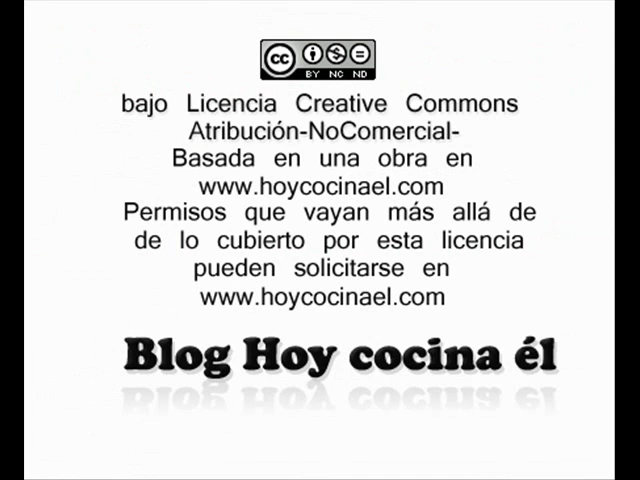 cc
BY NC ND
bajo Licencia Creative Commons
Atribución-NoComercial-
Basada en una obra en
www.hoycocinael.com
Permisos que vayan más allá de
de lo cubierto por esta licencia
pueden solicitarse en
www.hoycocinael.com
Blog Hoy cocina él